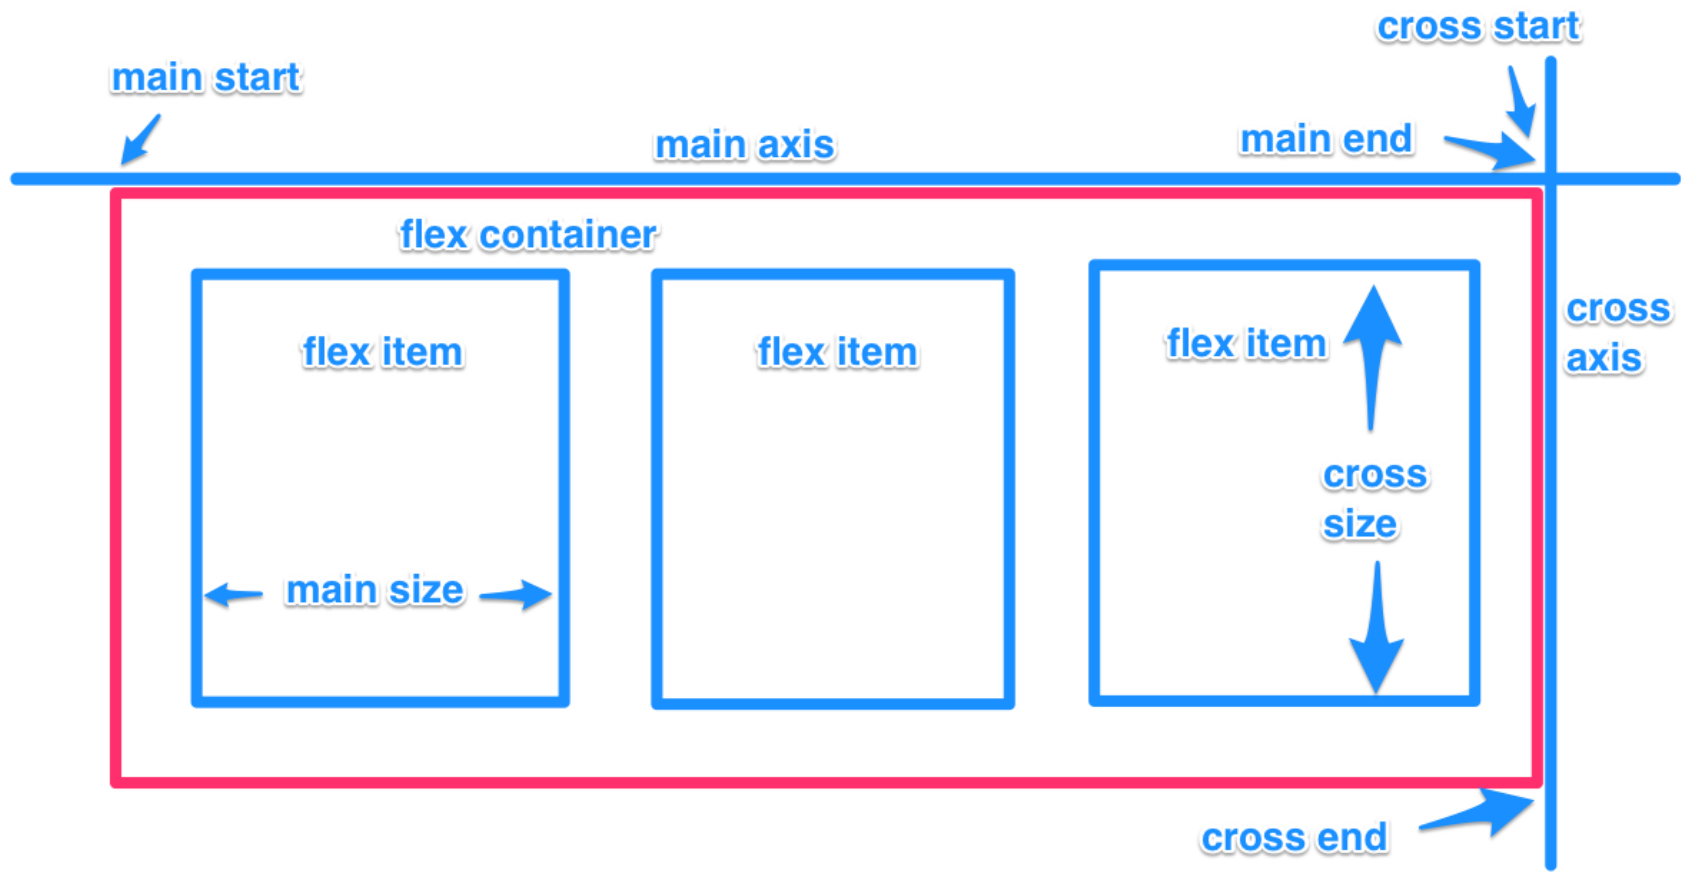 cross start
main start
main axis
main end
flex container
cross
axis
flex item
flex item
flex item
cross
size
main size
cross end